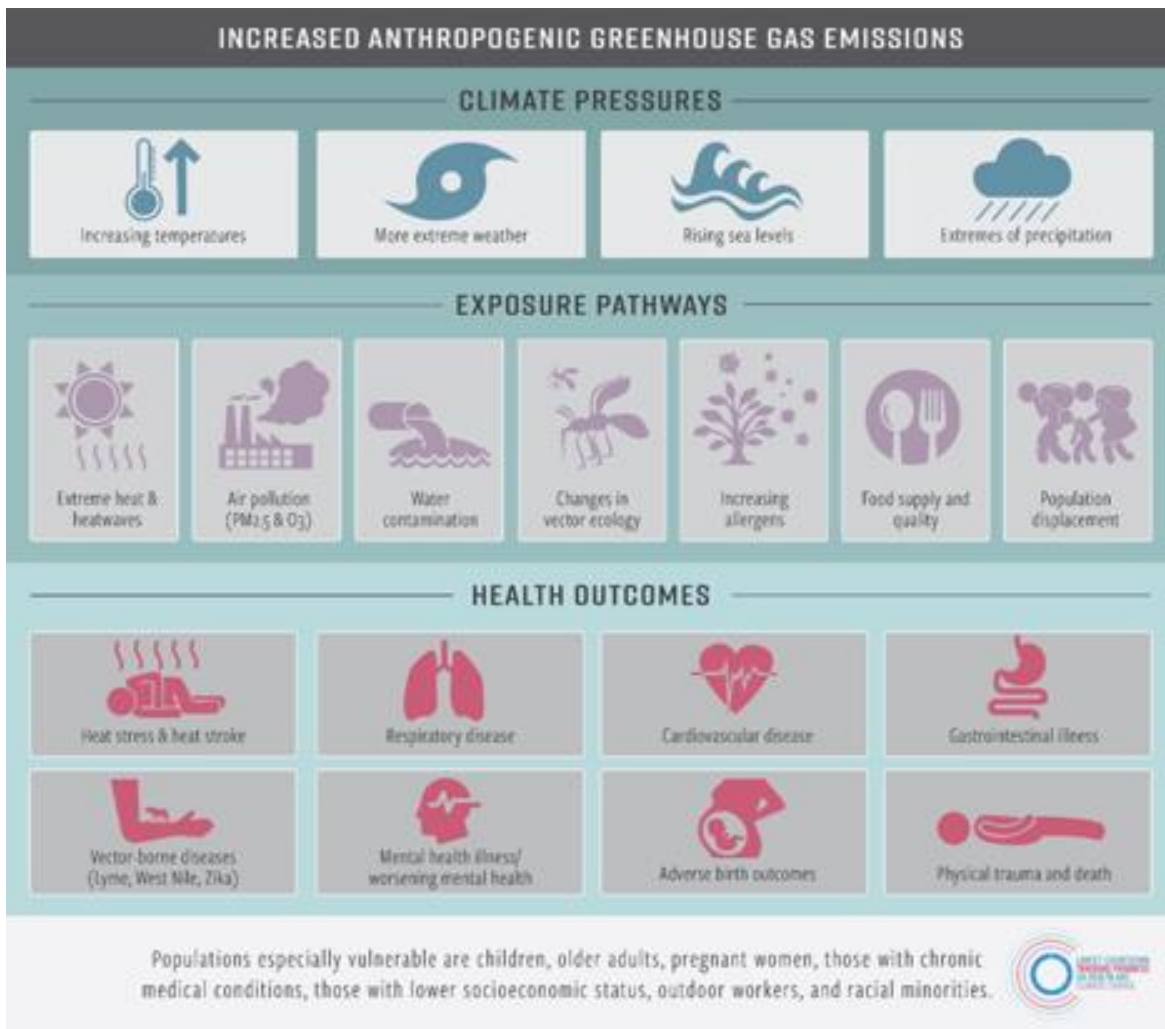 INCREASED ANTHROPOGENIC GREENHOUSE GAS EMISSIONS
CLIMATE PRESSURES
Increasing temperatures
More extreme weather
Rising sea levels
Extremes of precipitation
EXPOSURE PATHWAYS
Extreme heat &
heatwaves
Air pollution
(PM2.5 & O3)
Water
contamination
Changes in
vector ecology
Increasing
allergens
Food supply and
quality
Population
displacement
HEALTH OUTCOMES
Heat stress & heat stroke
Respiratory disease
Cardiovascular disease
Gastrointestinal illness
Vector-borne diseases
(Lyme, West Nile, Zika)
Mental health illness/
worsening mental health
Adverse birth outcomes
Physical trauma and death
Populations especially vulnerable are children, older adults, pregnant women, those with chronic
medical conditions, those with lower socioeconomic status, outdoor workers, and racial minorities.